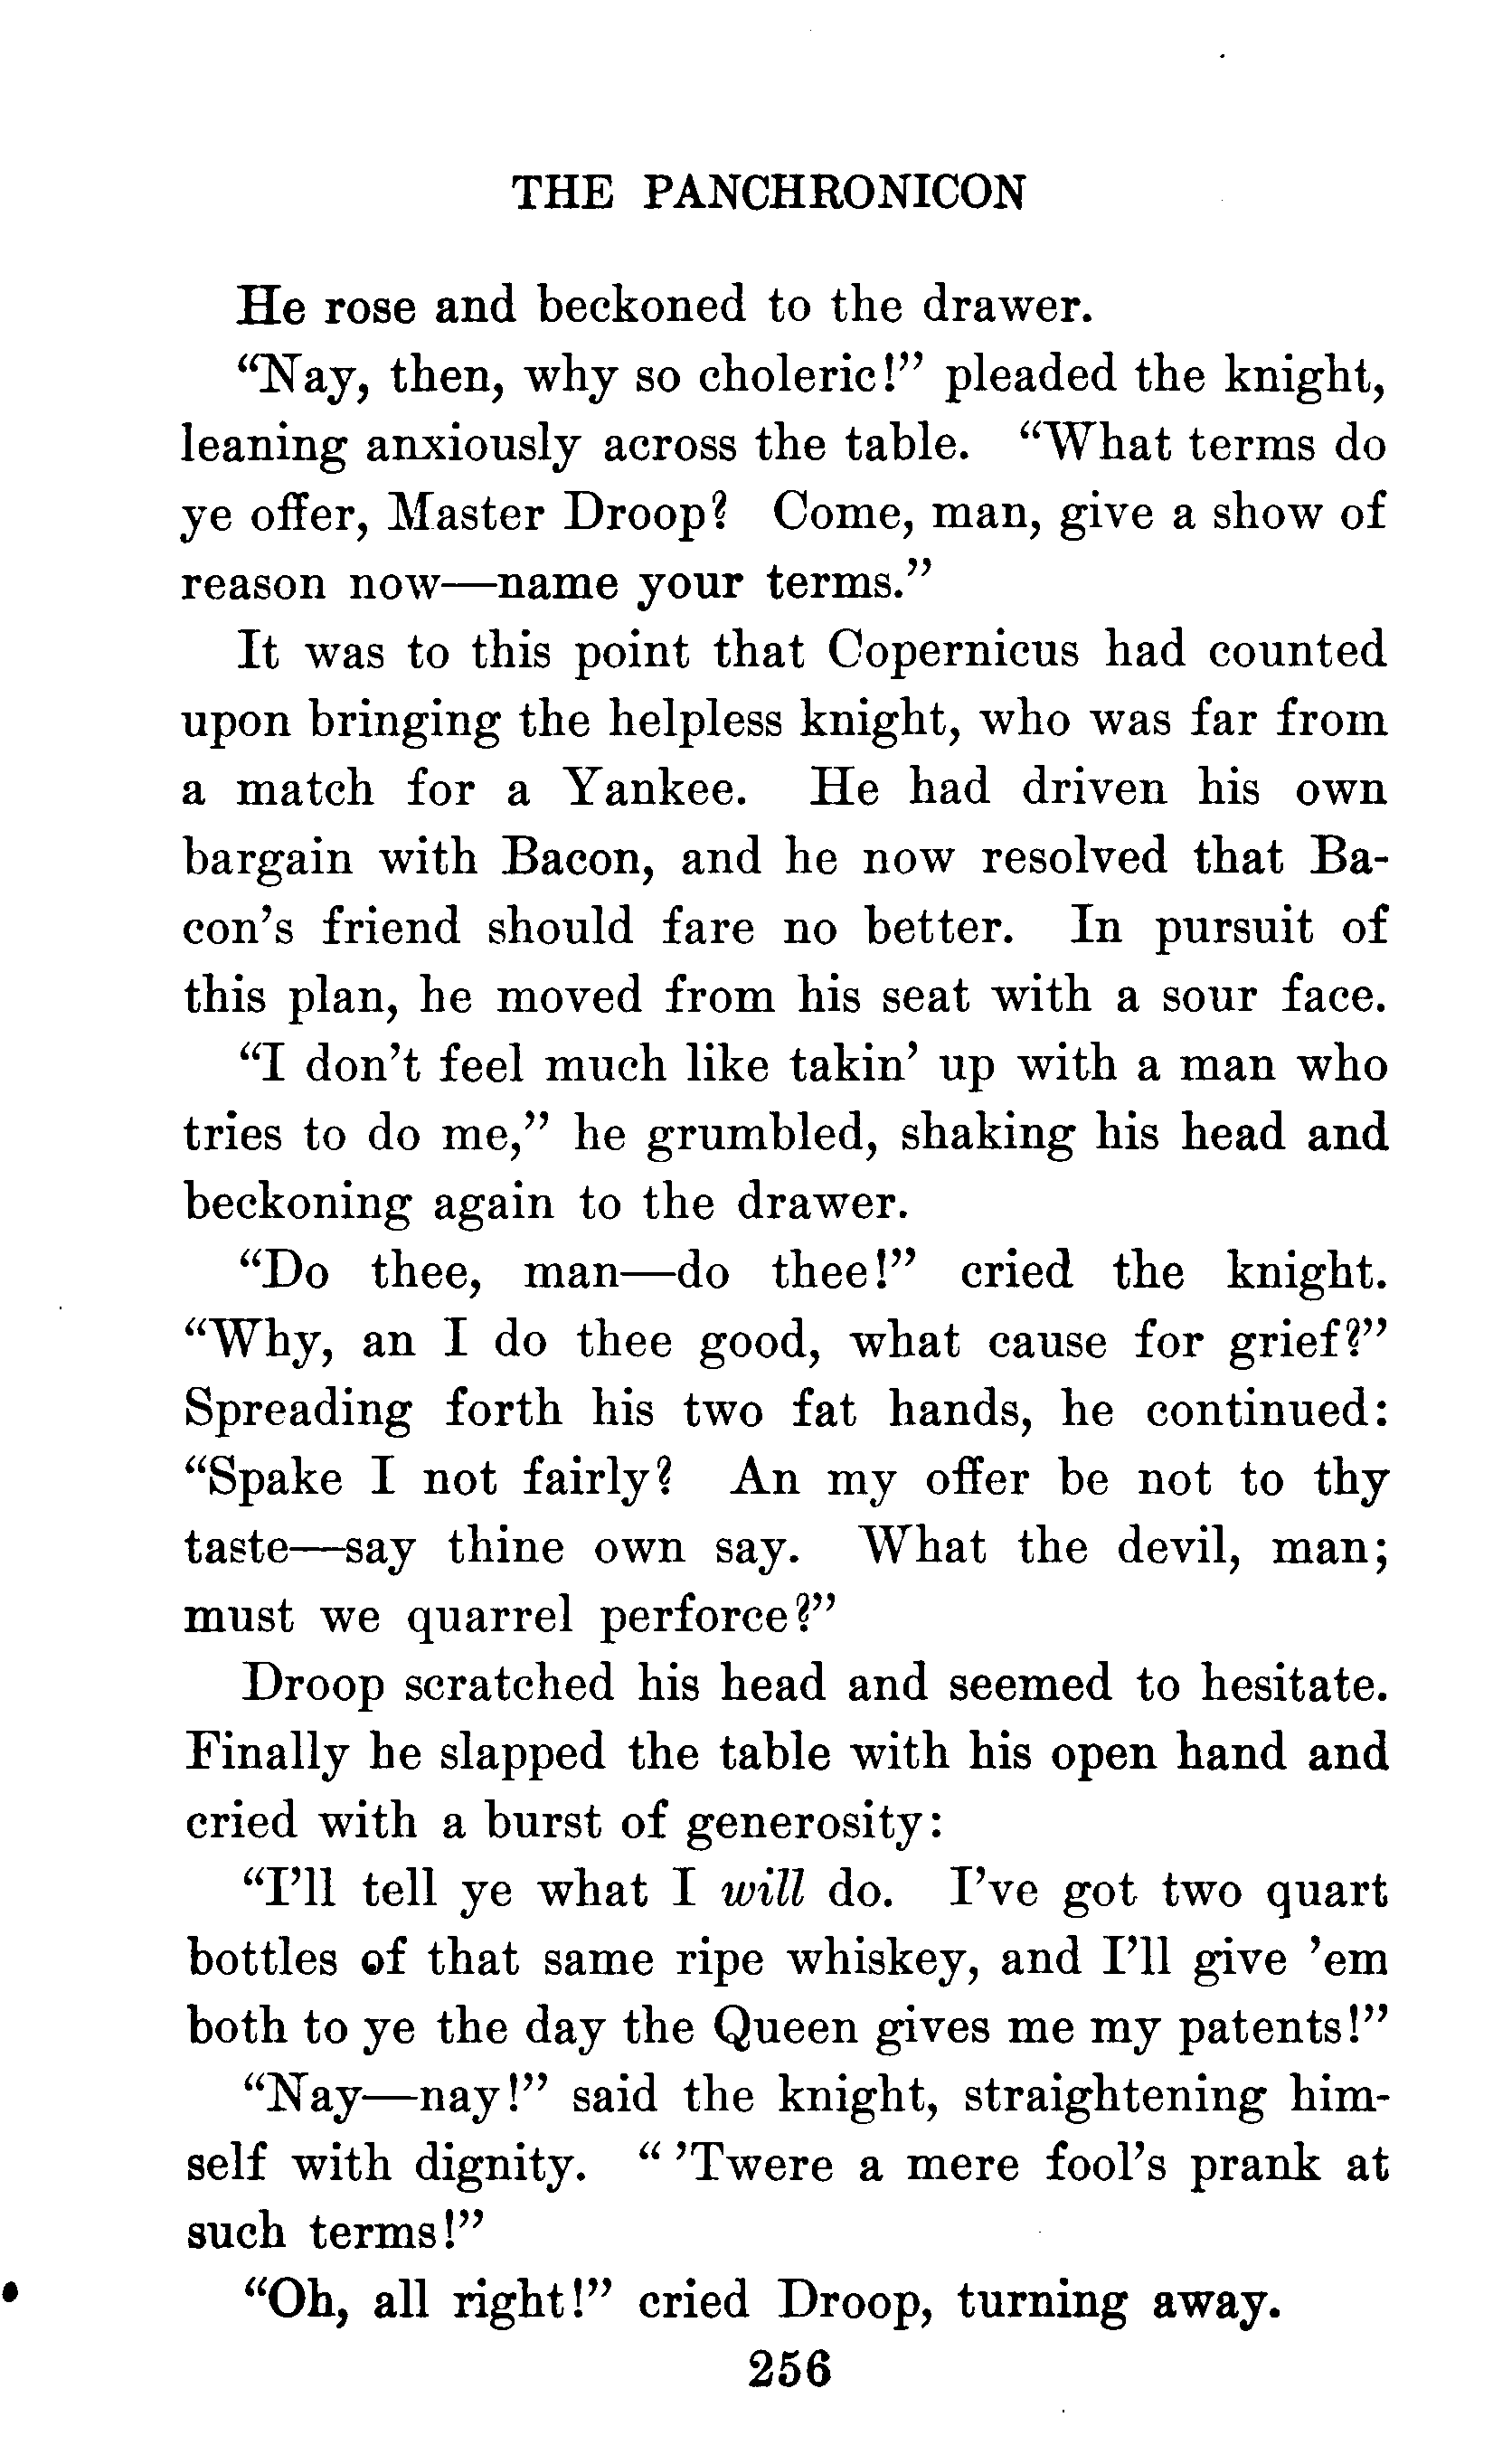 THE PANCHRONICON
He rose and beckoned to the drawer.
“Nay, then, why so choleric!” pleaded the knight,
leaning anxiously across the table. “What terms do
ye offer, Master Droop? Come, man, give a show of
reason now—name your terms.”
It was to this point that Copernicus had counted
upon bringing the helpless knight, who was far from
a match for a Yankee. He had driven his own
bargain with Bacon, and he now resolved that Ba-
con’s friend should fare no better. In pursuit of
this plan, he moved from his seat with a sour face.
“I don’t feel much like takin’ up with a man who
tries to do me,” he grumbled, shaking his head and
beckoning again to the drawer.
“Do thee, man—do thee!” cried the knight.
“Why, an I do thee good, what cause for grief?”
Spreading forth his two fat hands, he continued:
“Spake I not fairly? An my offer be not to thy
taste—say thine own say. What the devil, man;
must we quarrel perforce?”
Droop scratched his head and seemed to hesitate.
Finally he slapped the table with his open hand and
cried with a burst of generosity:
“I’ll tell ye what I will do. I’ve got two quart
bottles of that same ripe whiskey, and I’ll give ’em
both to ye the day the Queen gives me my patents!”
“Nay—nay!” said the knight, straightening him-
self with dignity. “ ’Twere a mere fool’s prank at
such terms!”
“Oh, all right!” cried Droop, turning away.
256